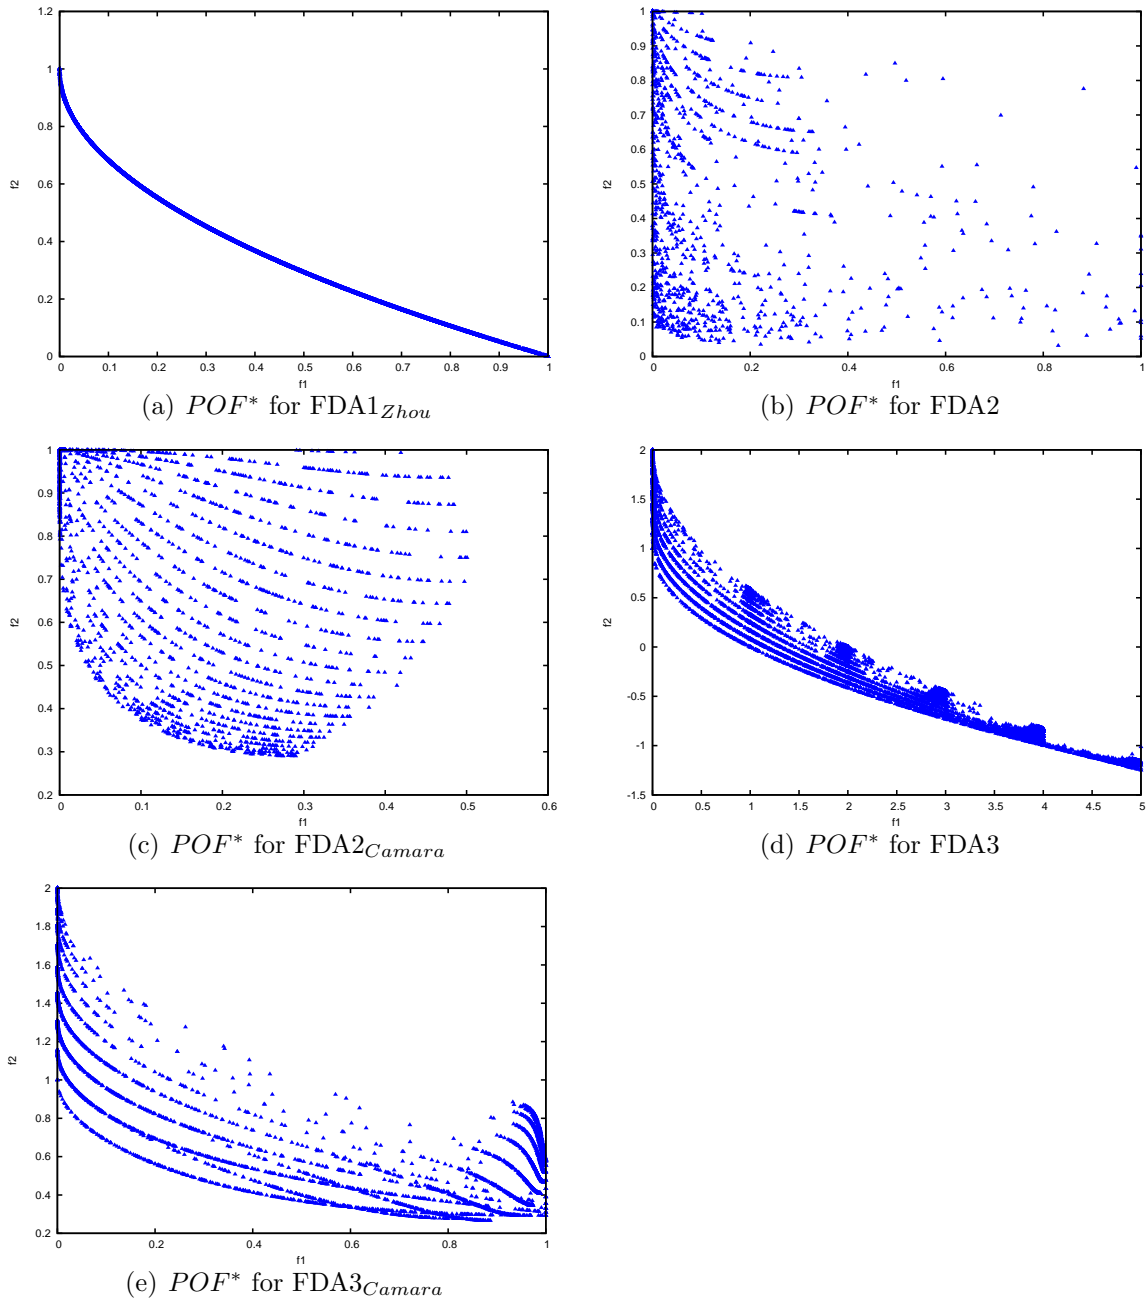 1.2
1
0.8
0.6
0.4
0.2
0
f2
0 0.1 0.2 0.3 0.4 0.5 0.6 0.7 0.8 0.9 1
f1
(a) POF* for FDA1Zhou
1
0.9
0.8
0.7
0.6
0.5
0.4
0.3
0.2
0.1
0
f2
0 0.2 0.4 0.6 0.8 1
f1
(b) POF* for FDA2
1
0.9
0.8
0.7
0.6
0.5
0.4
0.3
0.2
f2
0 0.1 0.2 0.3 0.4 0.5 0.6
f1
(c) POF* for FDA2Camara
2
1.5
1
0.5
0
-0.5
-1
-1.5
f2
0 0.5 1 1.5 2 2.5 3 3.5 4 4.5 5
f1
(d) POF* for FDA3
2
1.8
1.6
1.4
1.2
1
0.8
0.6
0.4
0.2
f2
0 0.2 0.4 0.6 0.8 1
f1
(e) POF* for FDA3Camara